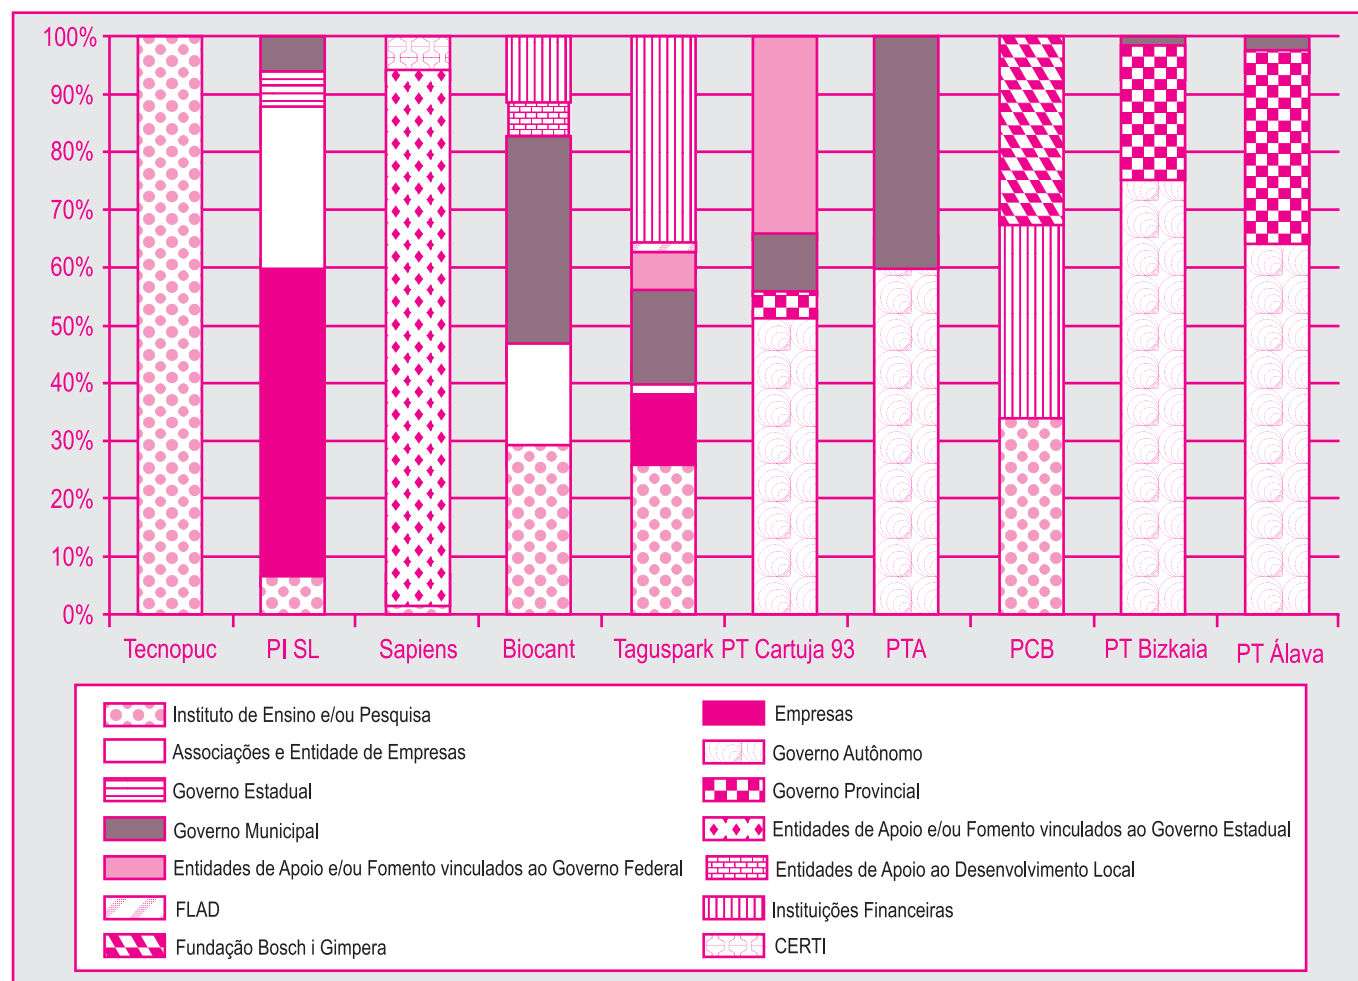 100%
90%
80%
70%
60%
50%
40%
30%
20%
10%
0%
Tecnopuc
PI SL
Sapiens
Biocant
Taguspark
PT Cartuja 93
PTA
PCB
PT Bizkaia
PT Álava
Instituto de Ensino e/ou Pesquisa
Empresas
Associações e Entidade de Empresas
Governo Autônomo
Governo Estadual
Governo Provincial
Governo Municipal
Entidades de Apoio e/ou Fomento vinculados ao Governo Estadual
Entidades de Apoio e/ou Fomento vinculados ao Governo Federal
Entidades de Apoio ao Desenvolvimento Local
FLAD
Instituições Financeiras
Fundação Bosch i Gimpera
CERTI